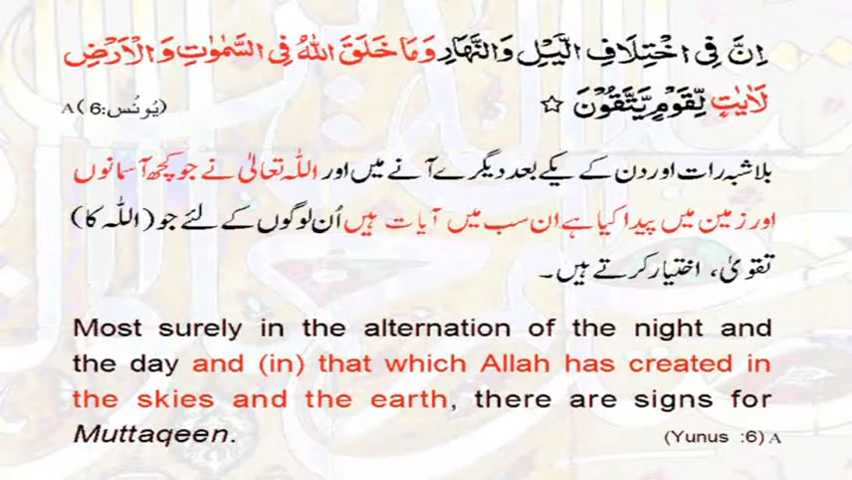 اِنَّ فِی اخْتِلَافِ الَّیْلِ وَالنَّهَارِ وَمَا خَلَقَ اللّٰهُ فِی السَّمٰوٰتِ وَالْاَرْضِ
لَاٰیٰتٍ لِّقَوْمٍ یَّتَّقُوْنَ ☆ (یُونُس:6) A
بلاشبہ رات اور دن کے یکے بعد دیگرے آنے میں اور اللہ تعالیٰ نے جو کچھ آسمانوں
اور زمین میں پیدا کیا ہے ان سب میں آیات ہیں اُن لوگوں کے لئے جو (اللہ کا)
تقویٰ، اختیار کرتے ہیں۔
Most surely in the alternation of the night and
the day and (in) that which Allah has created in
the skies and the earth, there are signs for
Muttaqeen. (Yunus :6) A